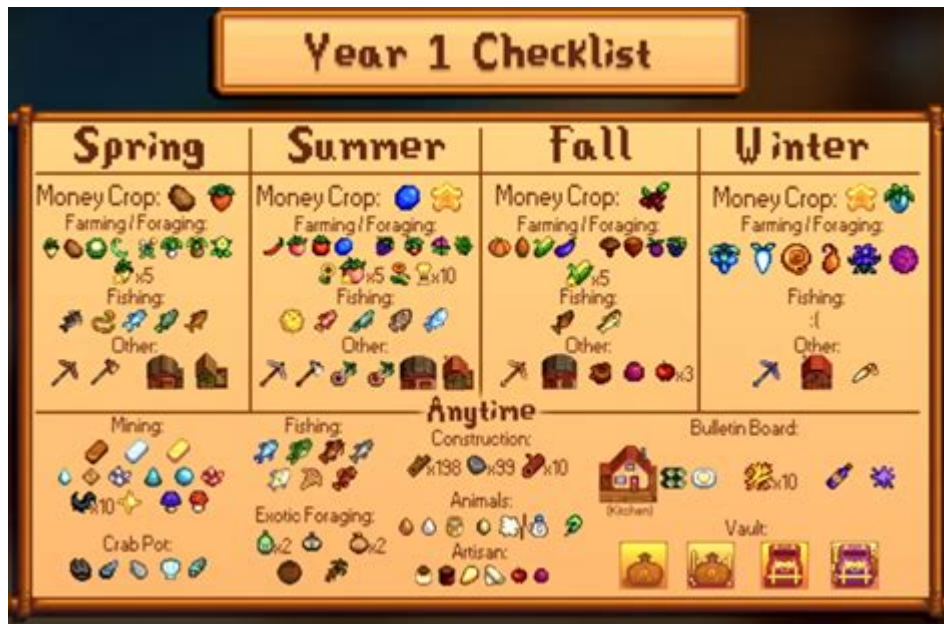 Year 1 Checklist
Spring
Money Crop:
Farming/Foraging:
x5
Fishing:
Other:
Summer
Money Crop:
Farming/Foraging:
x5
x10
Fishing:
Other:
Fall
Money Crop:
Farming/Foraging:
x5
Fishing:
Other:
x3
Winter
Money Crop:
Farming/Foraging:
Fishing:
:(
Other:
Anytime
Mining:
x10
Crab Pot:
Fishing:
Exotic Foraging:
x2
x2
Construction:
x198
x99
x10
Animals:
Artisan:
Bulletin Board:
(Kitchen)
x10
Vault: